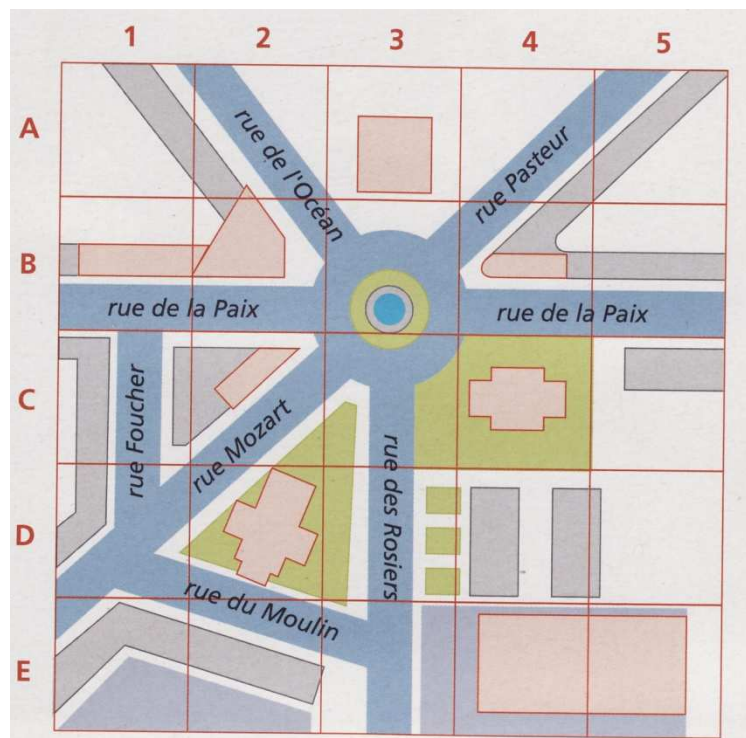 1 2 3 4 5
A
rue de l'Océan
rue Pasteur
B
rue de la Paix
rue de la Paix
C
rue Foucher
rue Mozart
rue des Rosiers
D
rue du Moulin
E